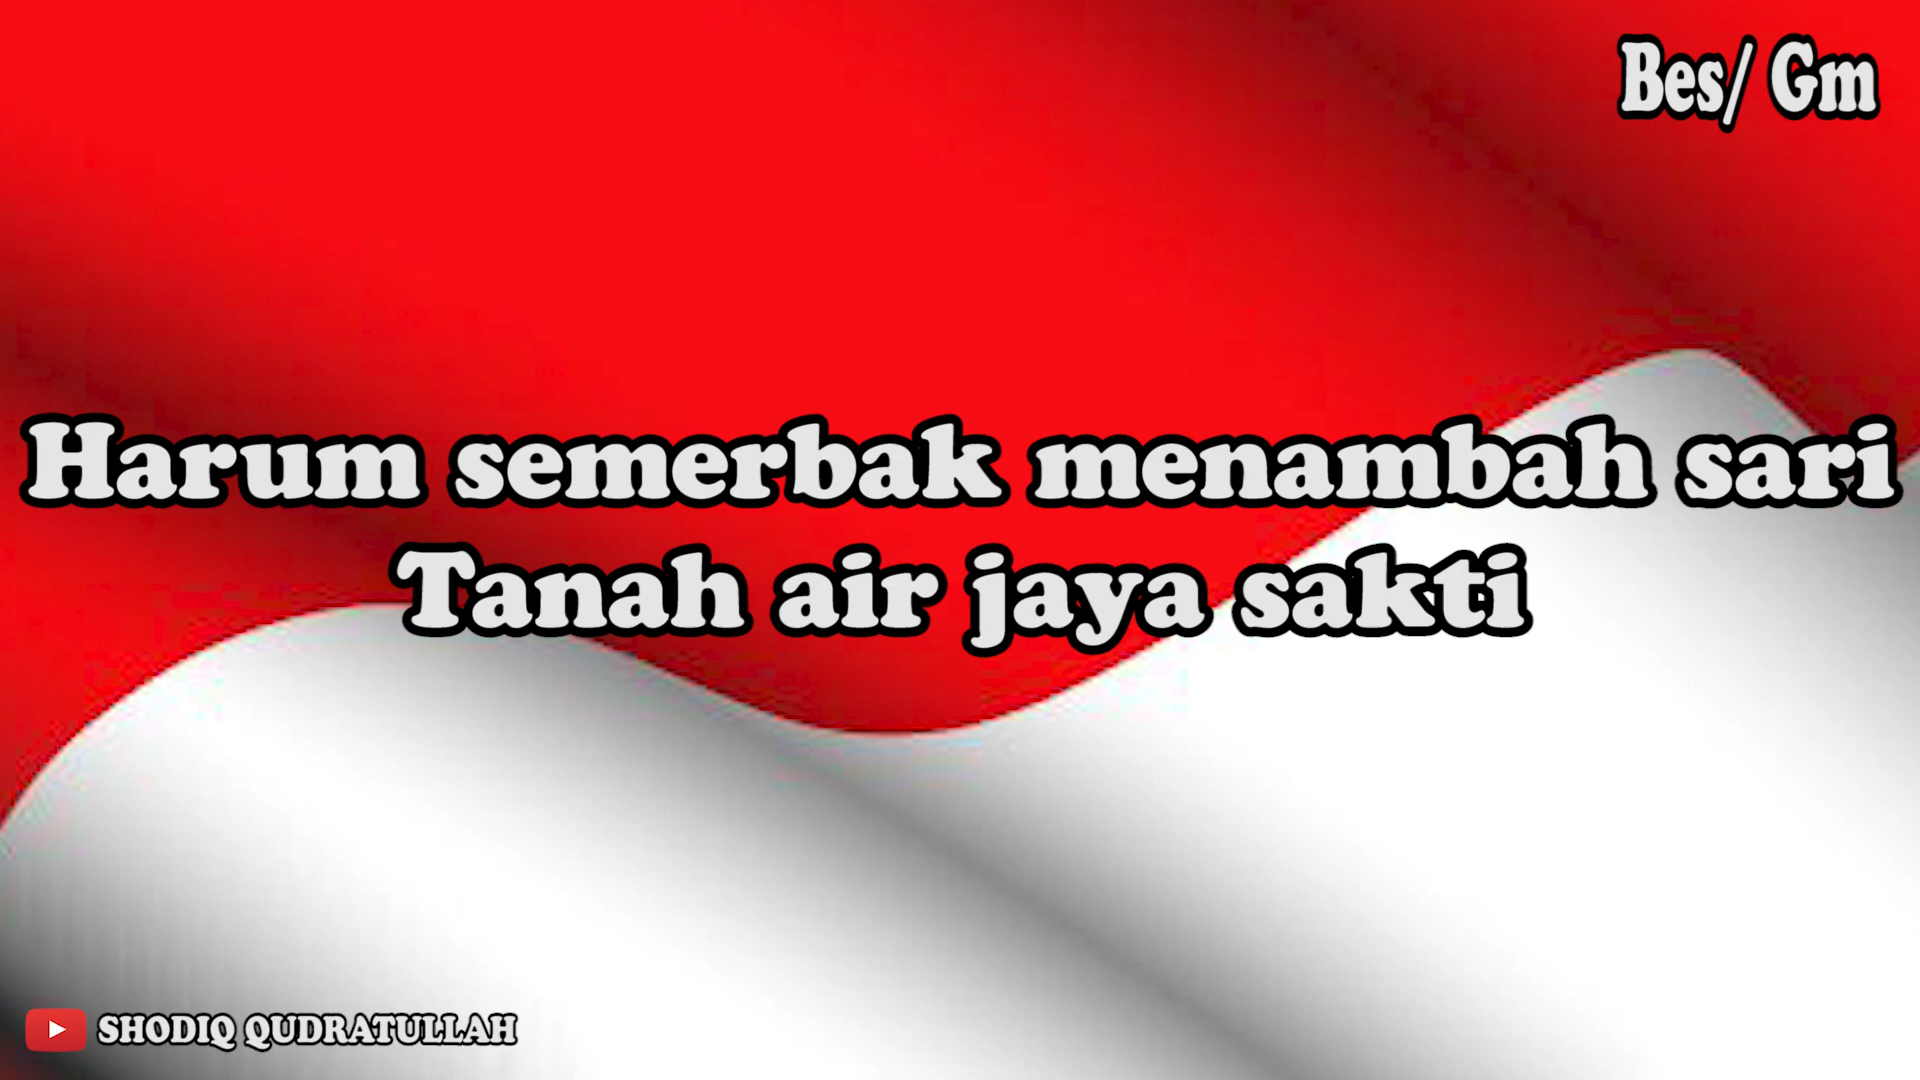 Bes/ Gm
Harum semerbak menambah sari
Tanah air jaya sakti
SHODIQ QUDRATULLAH